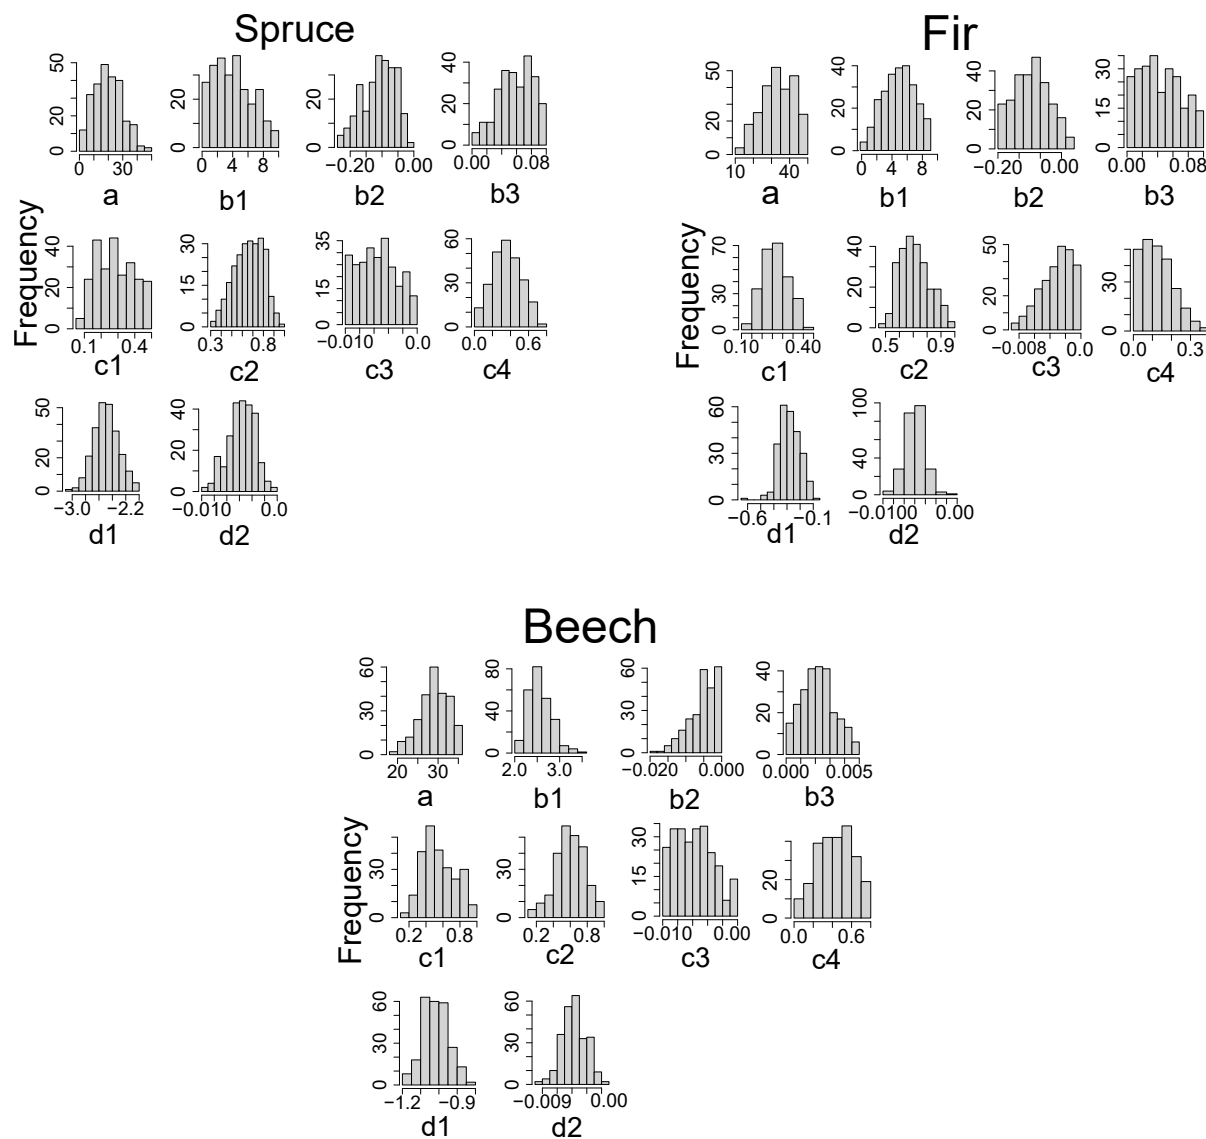 Spruce
0 20 50
0 30
a
0 20
0 4 8
b1
0 20
0.00
b2
0 10 20 30 40
0.00 0.08
b3
Frequency
0 20 40
0.1 0.4
c1
0 15 30
0.3 0.8
c2
0 15 35
−0.010 0.0
c3
0 30 60
0.0 0.6
c4
0 20 50
−3.0 −2.2
d1
0 20 40
−0.010 0.0
d2
Fir
0 20 50
10 40
a
0 20 40
0 4 8
b1
0 20 40
−0.20 0.00
b2
0 15 30
0.00 0.08
b3
Frequency
0 30 70
0.10 0.40
c1
0 20 40
0.5 0.9
c2
0 20 50
−0.008 0.0
c3
0 30
0.0 0.3
c4
0 30 60
−0.6 −0.1
d1
0 40 100
−0.0100 0.00
d2
Beech
0 30 60
20 30
a
0 40 80
2.0 3.0
b1
0 30 60
−0.020 0.000
b2
0 20 40
0.000 0.005
b3
Frequency
0 30
0.2 0.8
c1
0 30
0.2 0.8
c2
0 15 30
−0.010 0.00
c3
0 20
0.0 0.6
c4
0 30 60
−1.2 −0.9
d1
0 30 60
−0.009 0.00
d2